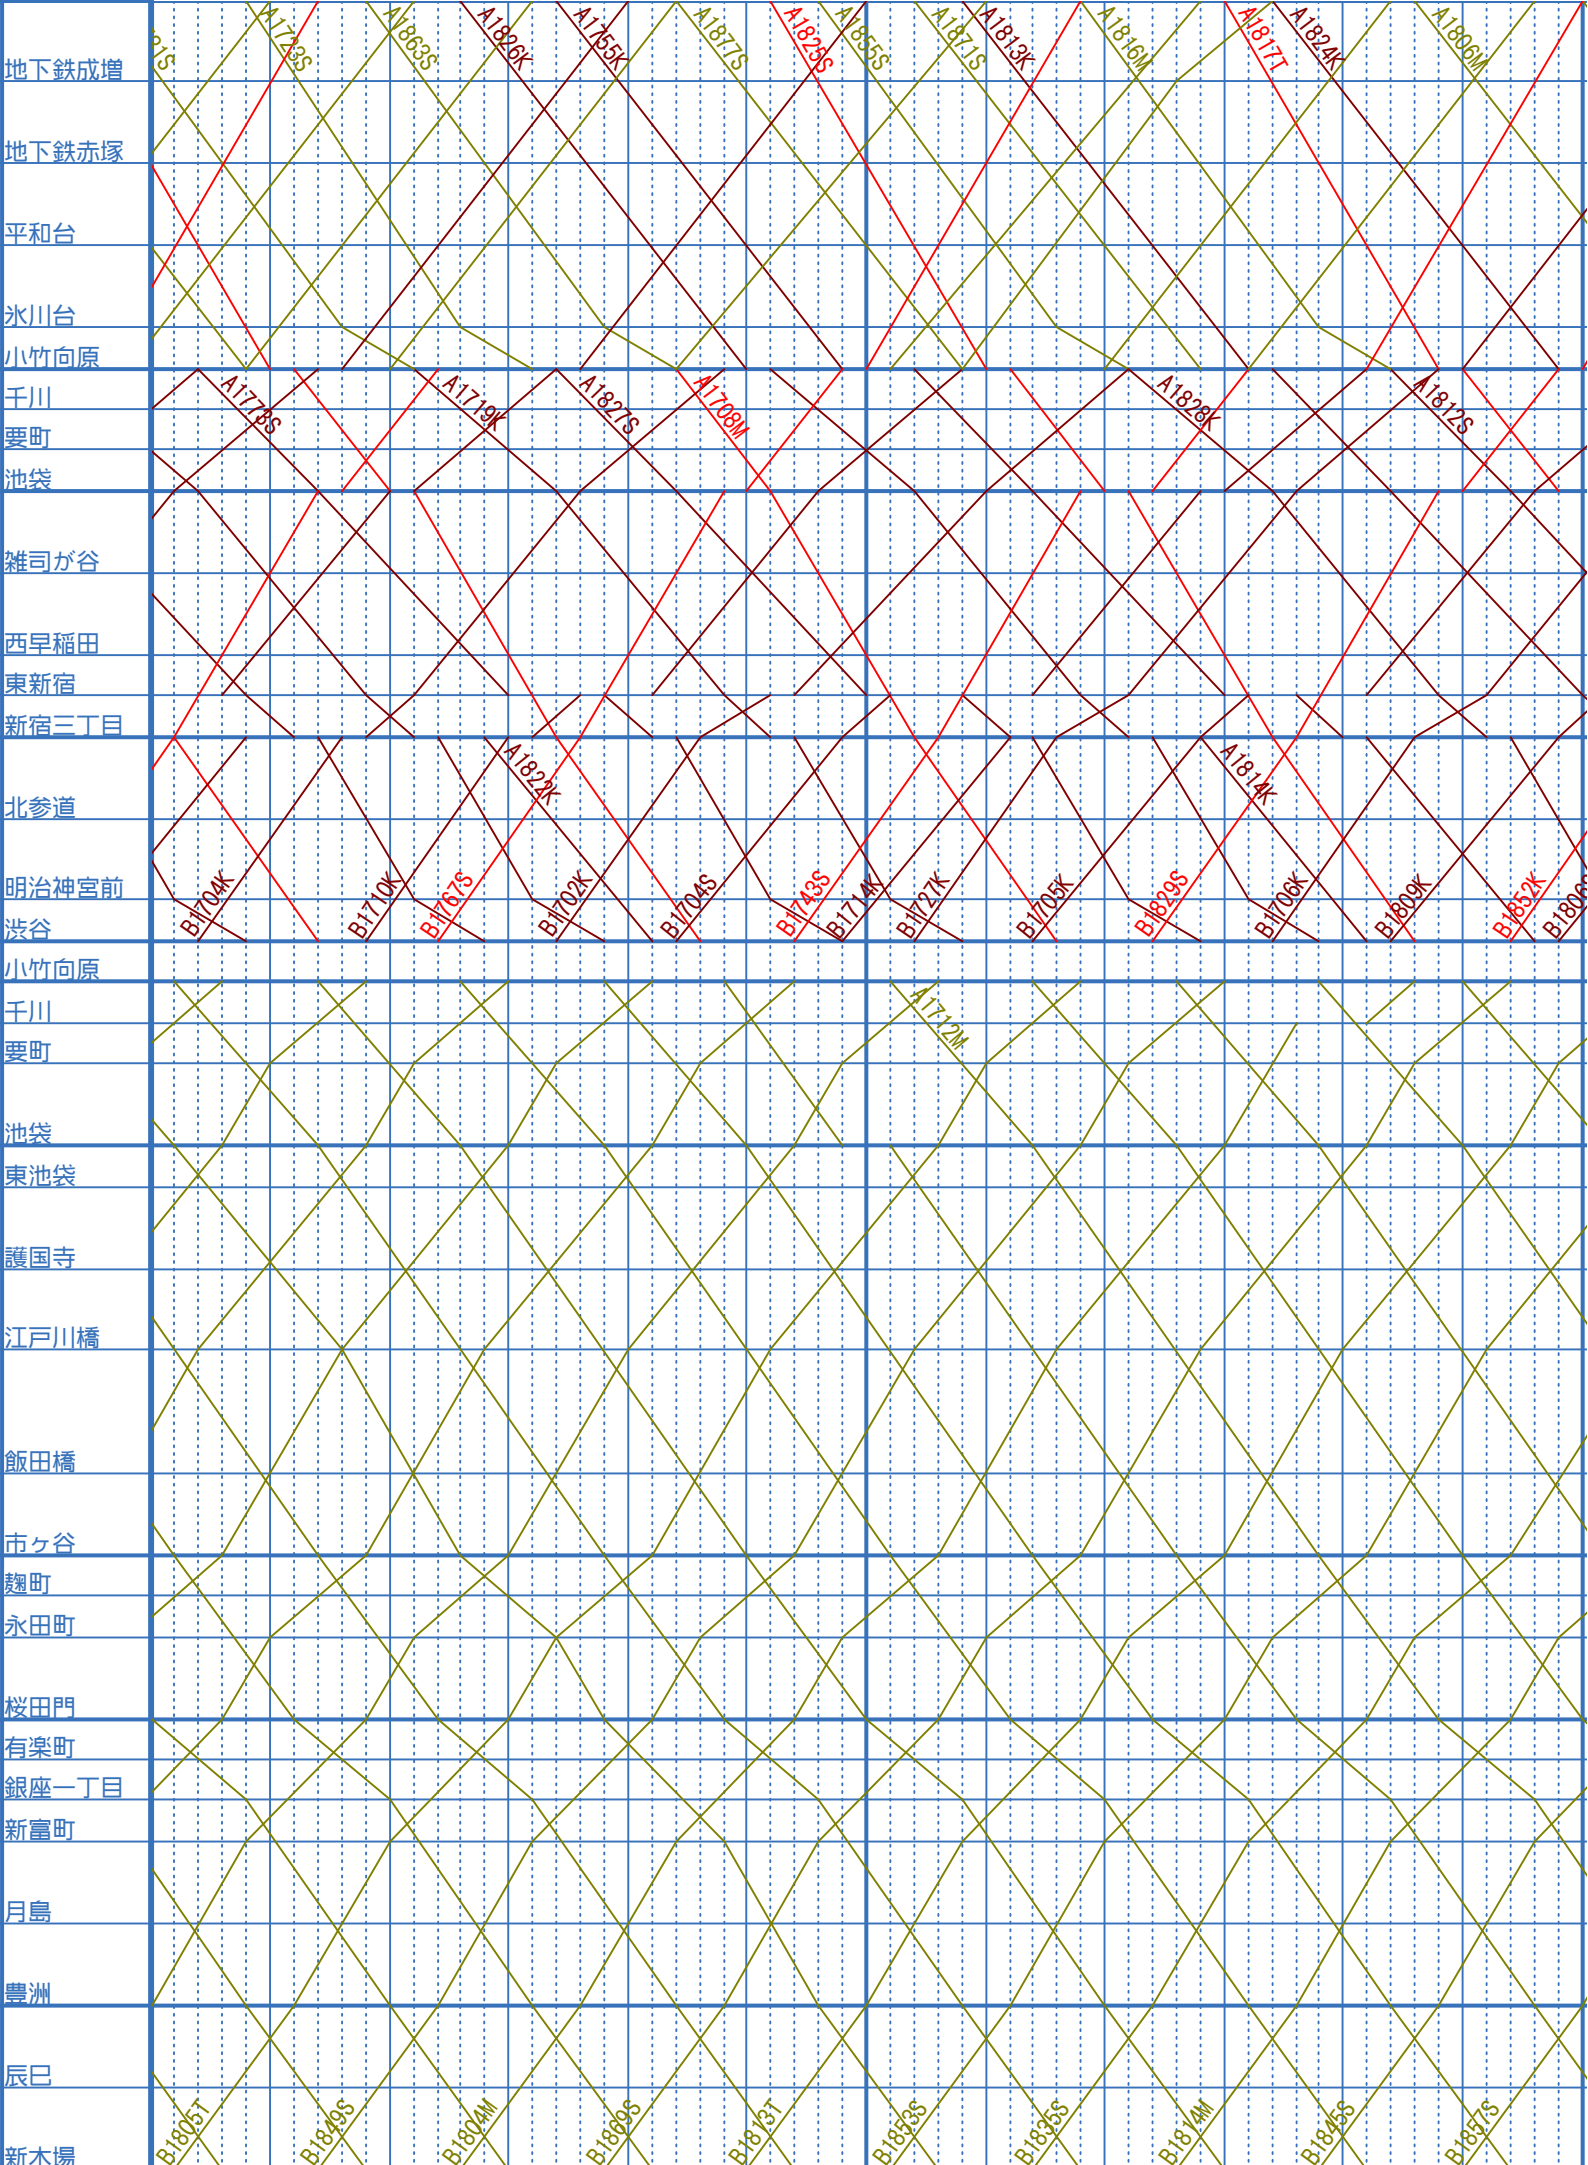 A1723S
A1863S
A1826K
A1755K
A1877S
A1825S
A1855S
A1871S
A1813K
A1816M
A1817T
A1824K
A1806M
地下鉄成増
地下鉄赤塚
平和台
氷川台
小竹向原
A1773S
A1719K
A1827S
A1708M
A1828K
A1812S
千川
要町
池袋
雑司が谷
西早稲田
東新宿
新宿三丁目
A1822K
A1814K
北参道
明治神宮前
B1704K
B1710K
B1767S
B1702K
B1704S
B1743S
B1714K
B1727K
B1705K
B1829S
B1706K
B1809K
B1852K
渋谷
小竹向原
A1712M
千川
要町
池袋
東池袋
護国寺
江戸川橋
飯田橋
市ヶ谷
麹町
永田町
桜田門
有楽町
銀座一丁目
新富町
月島
豊洲
辰巳
B1805T
B1849S
B1804M
B1869S
B1813T
B1853S
B1835S
B1814M
B1845S
B1857S
新木場